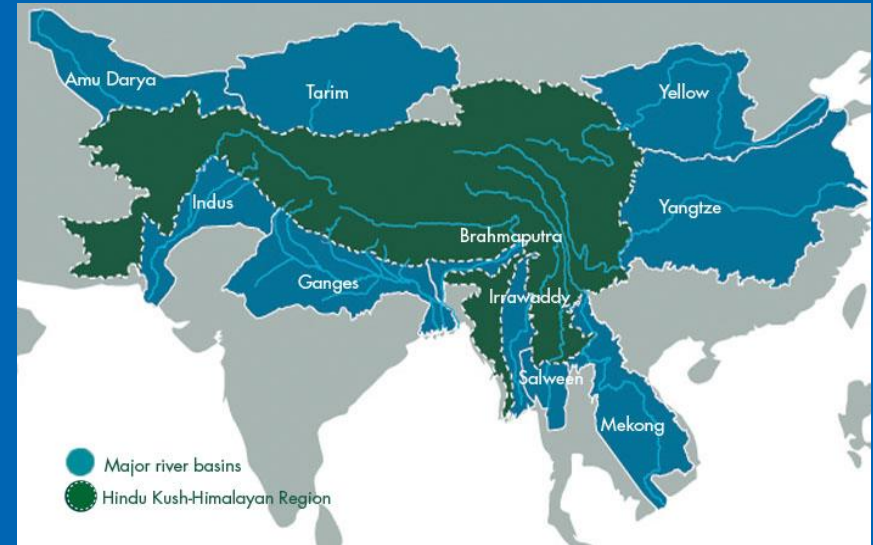 Amu Darya
Tarim
Yellow
Indus
Yangtze
Brahmaputra
Ganges
Irrawaddy
Salween
Mekong
Major river basins
Hindu Kush-Himalayan Region